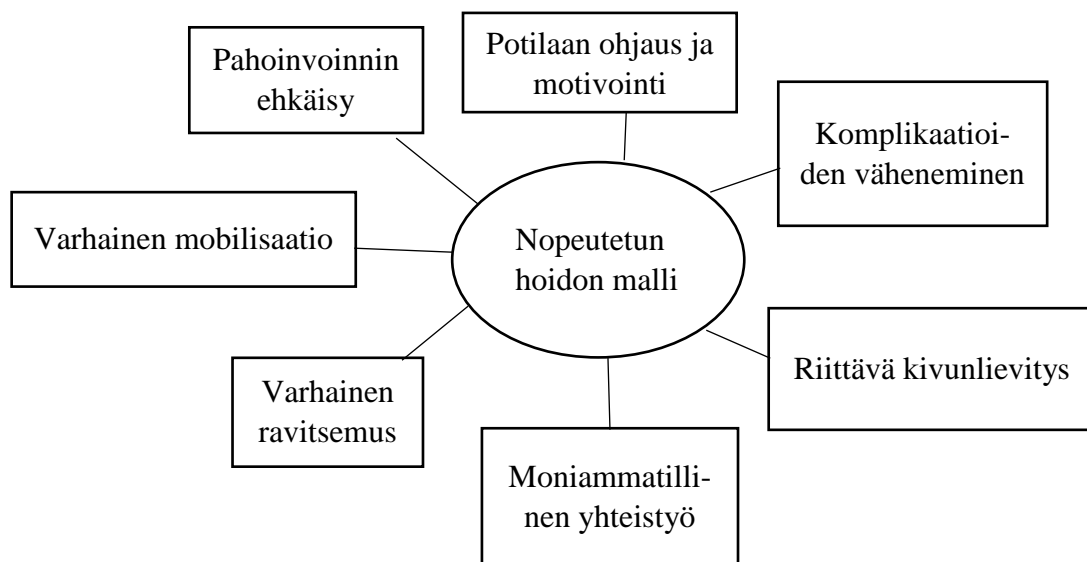 Pahoinvoinnin
ehkäisy
Potilaan ohjaus ja
motivointi
Komplikaatioi-
den väheneminen
Varhainen mobilisaatio
Nopeutetun
hoidon malli
Riittävä kivunlievitys
Varhainen
ravitsemus
Moniammatilli-
nen yhteistyö